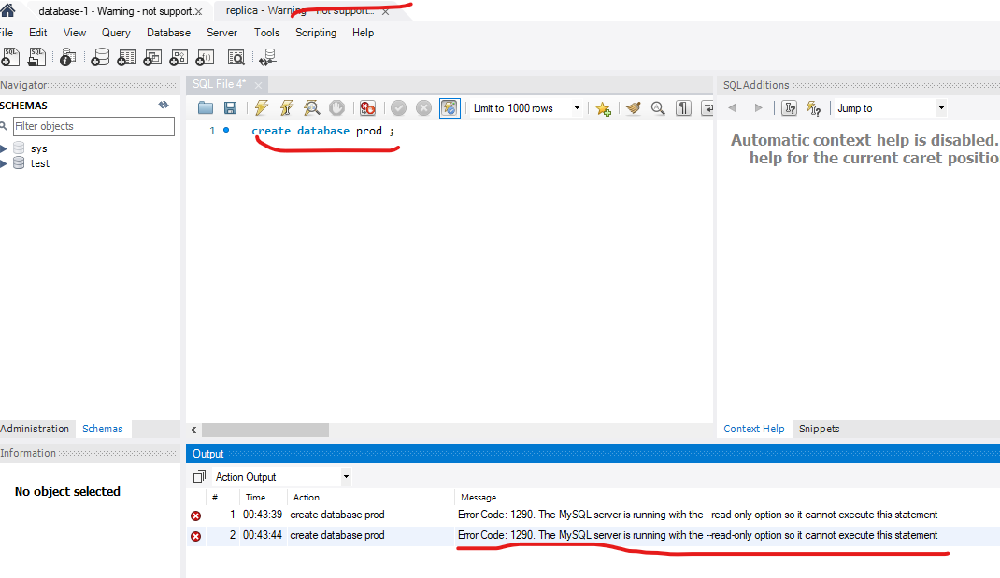 database-1 - Warning - not support.
replica - Warning - not support...
ile Edit View Query Database Server Tools Scripting Help
SQL SQL
Navigator SQL File 4* SQLAdditions
SCHEMAS
Limit to 1000 rows Jump to
Filter objects
1 create database prod ;
sys
test
Automatic context help is disabled.
help for the current caret positio
Administration Schemas
Context Help Snippets
Information
Output
No object selected
Action Output
# Time Action Message
1 00:43:39 create database prod Error Code: 1290. The MySQL server is running with the --read-only option so it cannot execute this statement
2 00:43:44 create database prod Error Code: 1290. The MySQL server is running with the --read-only option so it cannot execute this statement